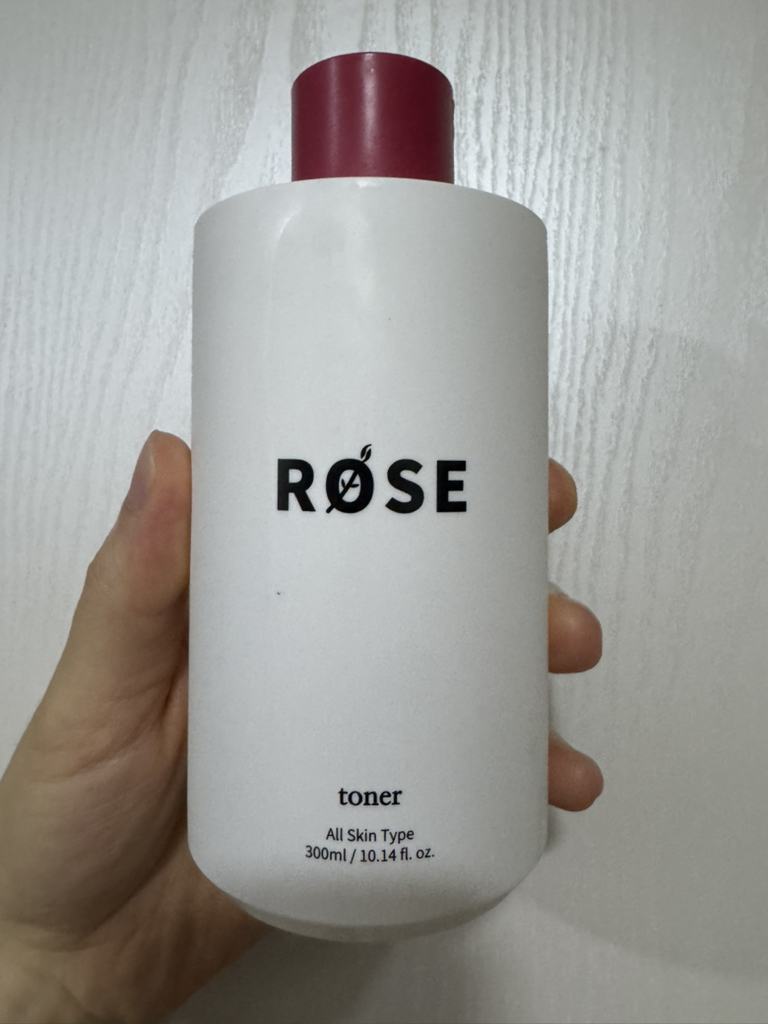 RØSE
toner
All Skin Type
300ml / 10.14 fl. oz.